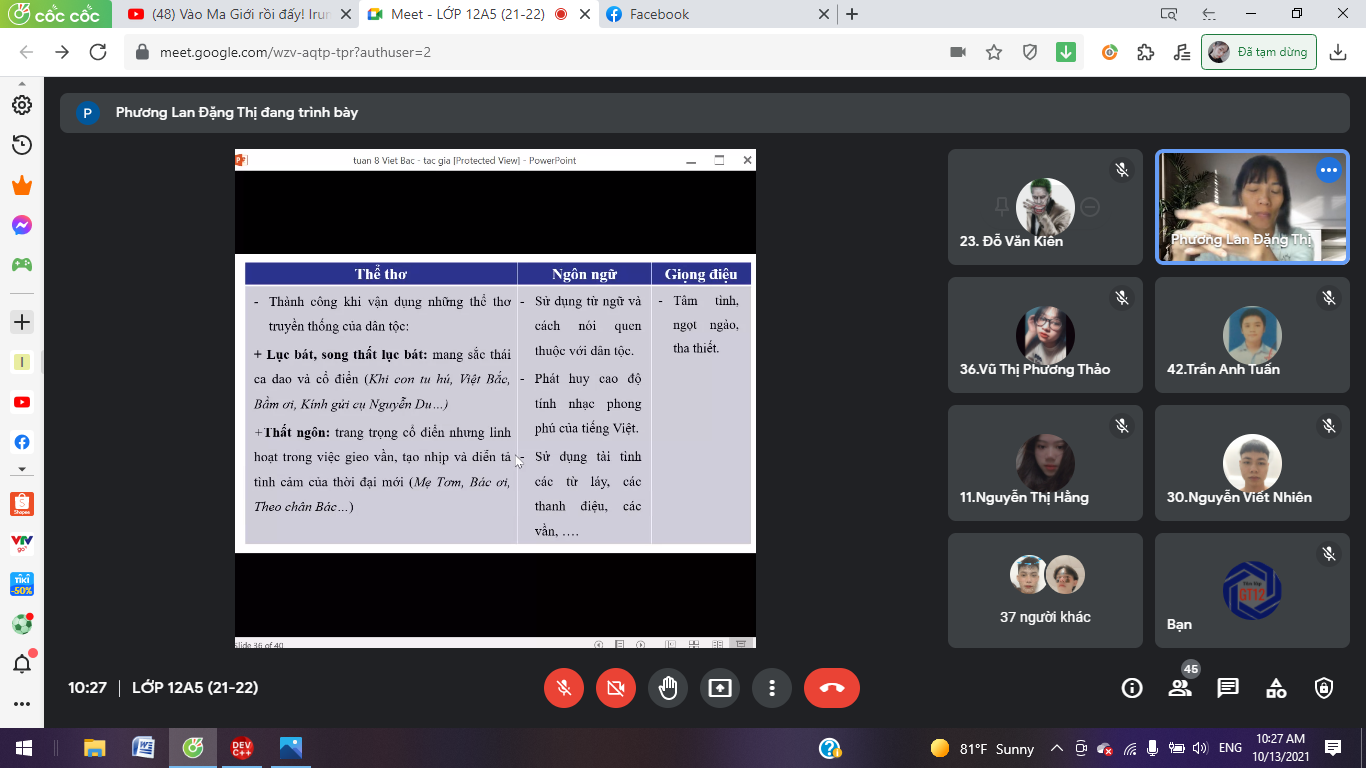 cốc cốc
(48) Vào Ma Giới rồi đấy! Irun
Meet - LỚP 12A5 (21-22)
Facebook
meet.google.com/wzv-aqtp-tpr?authuser=2
Đã tạm dừng
P
Phương Lan Đặng Thị đang trình bày
tuan 8 Viet Bac - tac gia [Protected View] - PowerPoint
Thể thơ
Ngôn ngữ
Giọng điệu
- Thành công khi vận dụng những thể thơ
truyền thống của dân tộc:
+ Lục bát, song thất lục bát: mang sắc thái
ca dao và cổ điển (Khi con tu hú, Việt Bắc,
Bầm ơi, Kính gửi cụ Nguyễn Du…)
+Thất ngôn: trang trọng cổ điển nhưng linh
hoạt trong việc gieo vần, tạo nhịp và diễn tả
tình cảm của thời đại mới (Mẹ Tơm, Bác ơi,
Theo chân Bác…)
- Sử dụng từ ngữ và
cách nói quen
thuộc với dân tộc.
- Phát huy cao độ
tính nhạc phong
phú của tiếng Việt.
- Sử dụng tài tình
các từ láy, các
thanh điệu, các
vần, ….
- Tâm tình,
ngọt ngào,
tha thiết.
Slide 36 of 40
23. Đỗ Văn Kiên
Phương Lan Đặng Thị
36.Vũ Thị Phương Thảo
42.Trần Anh Tuấn
11.Nguyễn Thị Hằng
30.Nguyễn Viết Nhiên
37 người khác
GT12
Bạn
I
Shopee
VTV
go
TIKI
-50%
10:27
LỚP 12A5 (21-22)
45
DEV
C++
81°F Sunny
ENG
10:27 AM
10/13/2021